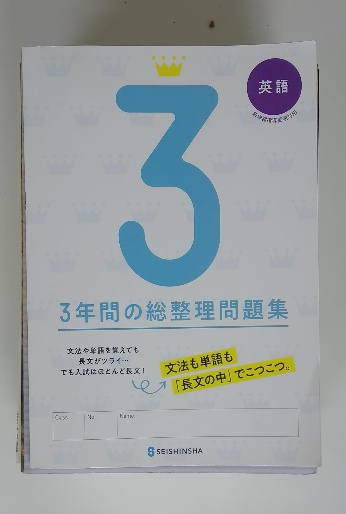 英語
3
3年間の総整理問題集
文法や単語を覚えても
長文がツライ…
でも入試はほとんど長文!
文法も単語も
「長文の中」でこつこつ。
Class
No.
Name
SEISHINSHA